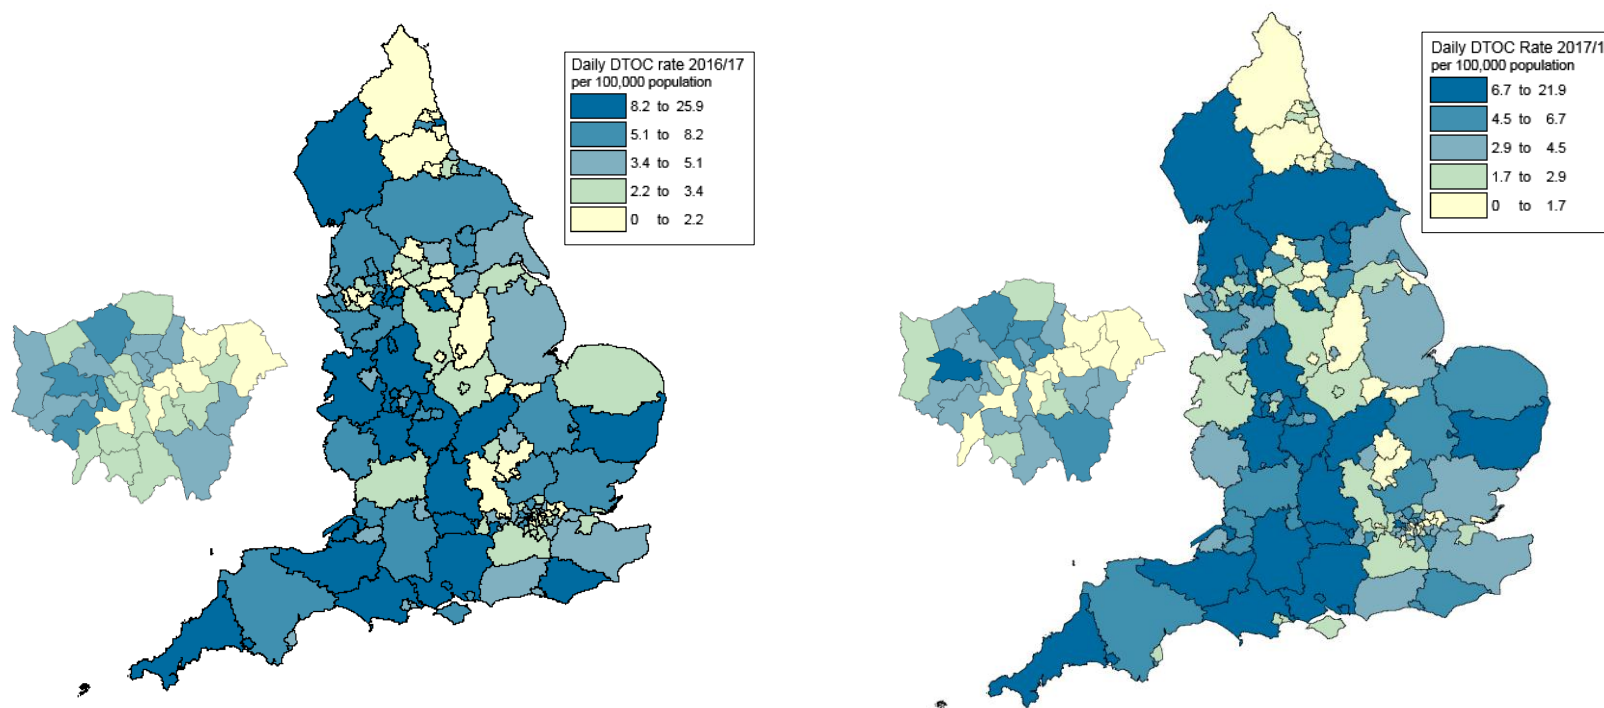 Daily DTOC rate 2016/17
per 100,000 population
8.2 to 25.9
5.1 to 8.2
3.4 to 5.1
2.2 to 3.4
0 to 2.2
Daily DTOC Rate 2017/1
per 100,000 population
6.7 to 21.9
4.5 to 6.7
2.9 to 4.5
1.7 to 2.9
0 to 1.7